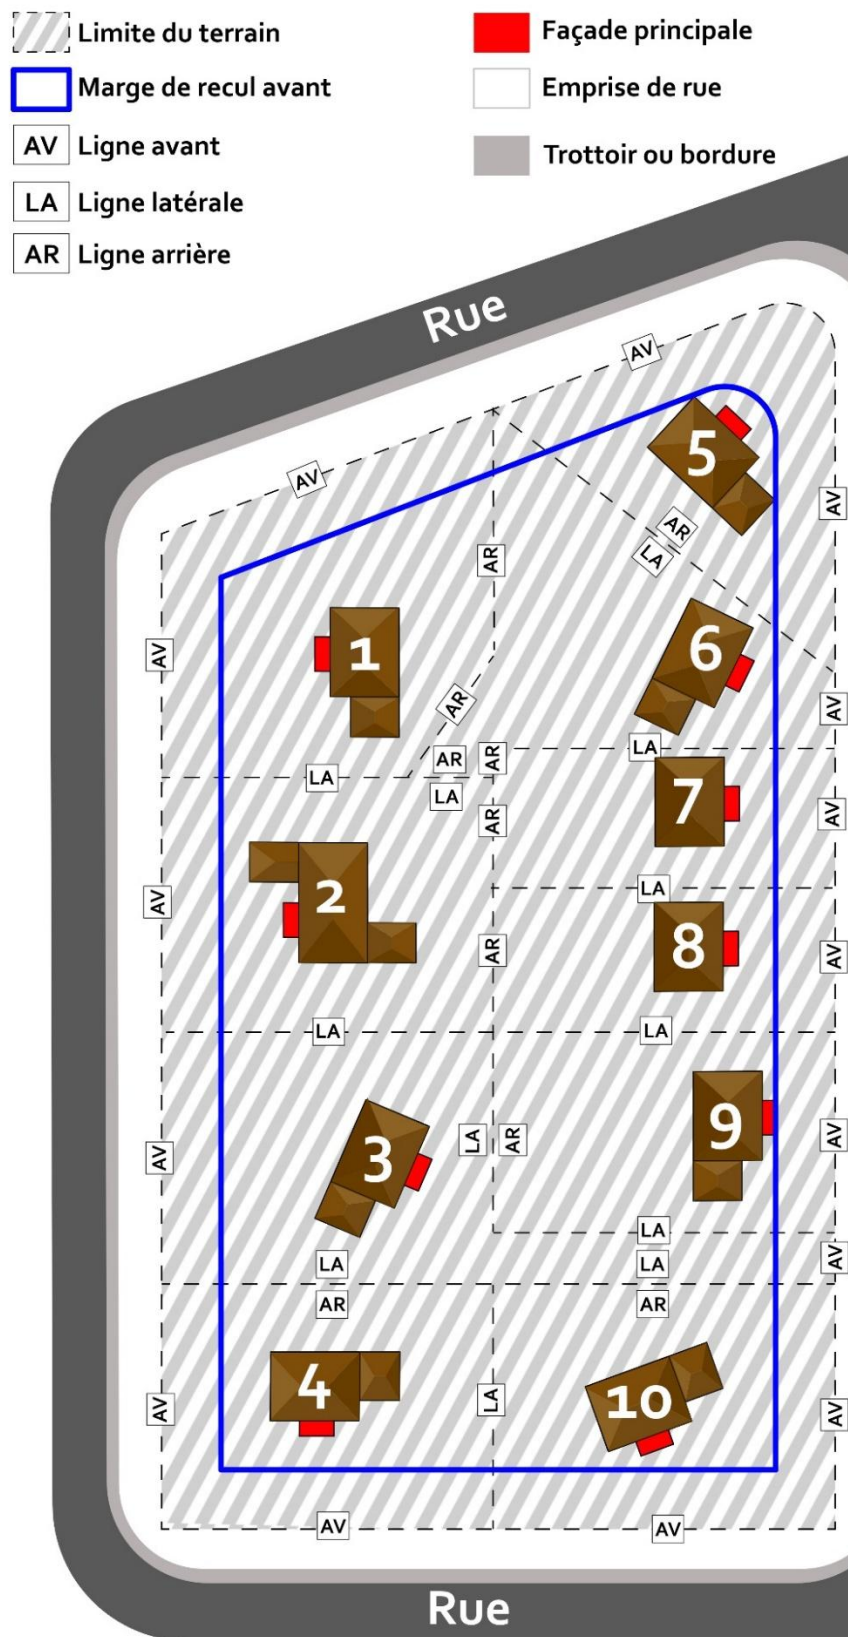 Limite du terrain
Marge de recul avant
AV Ligne avant
LA Ligne latérale
AR Ligne arrière
Façade principale
Emprise de rue
Trottoir ou bordure
Rue
AV
AV
5
AV
AR
LA
AR
1
AV
6
AV
AR
LA
AR
AR
LA
LA
AR
7
AV
LA
2
AV
8
AR
AV
LA
LA
3
AV
LA
AR
9
AV
LA
LA
AV
LA
AR
AR
4
AV
LA
10
AV
AV
AV
Rue